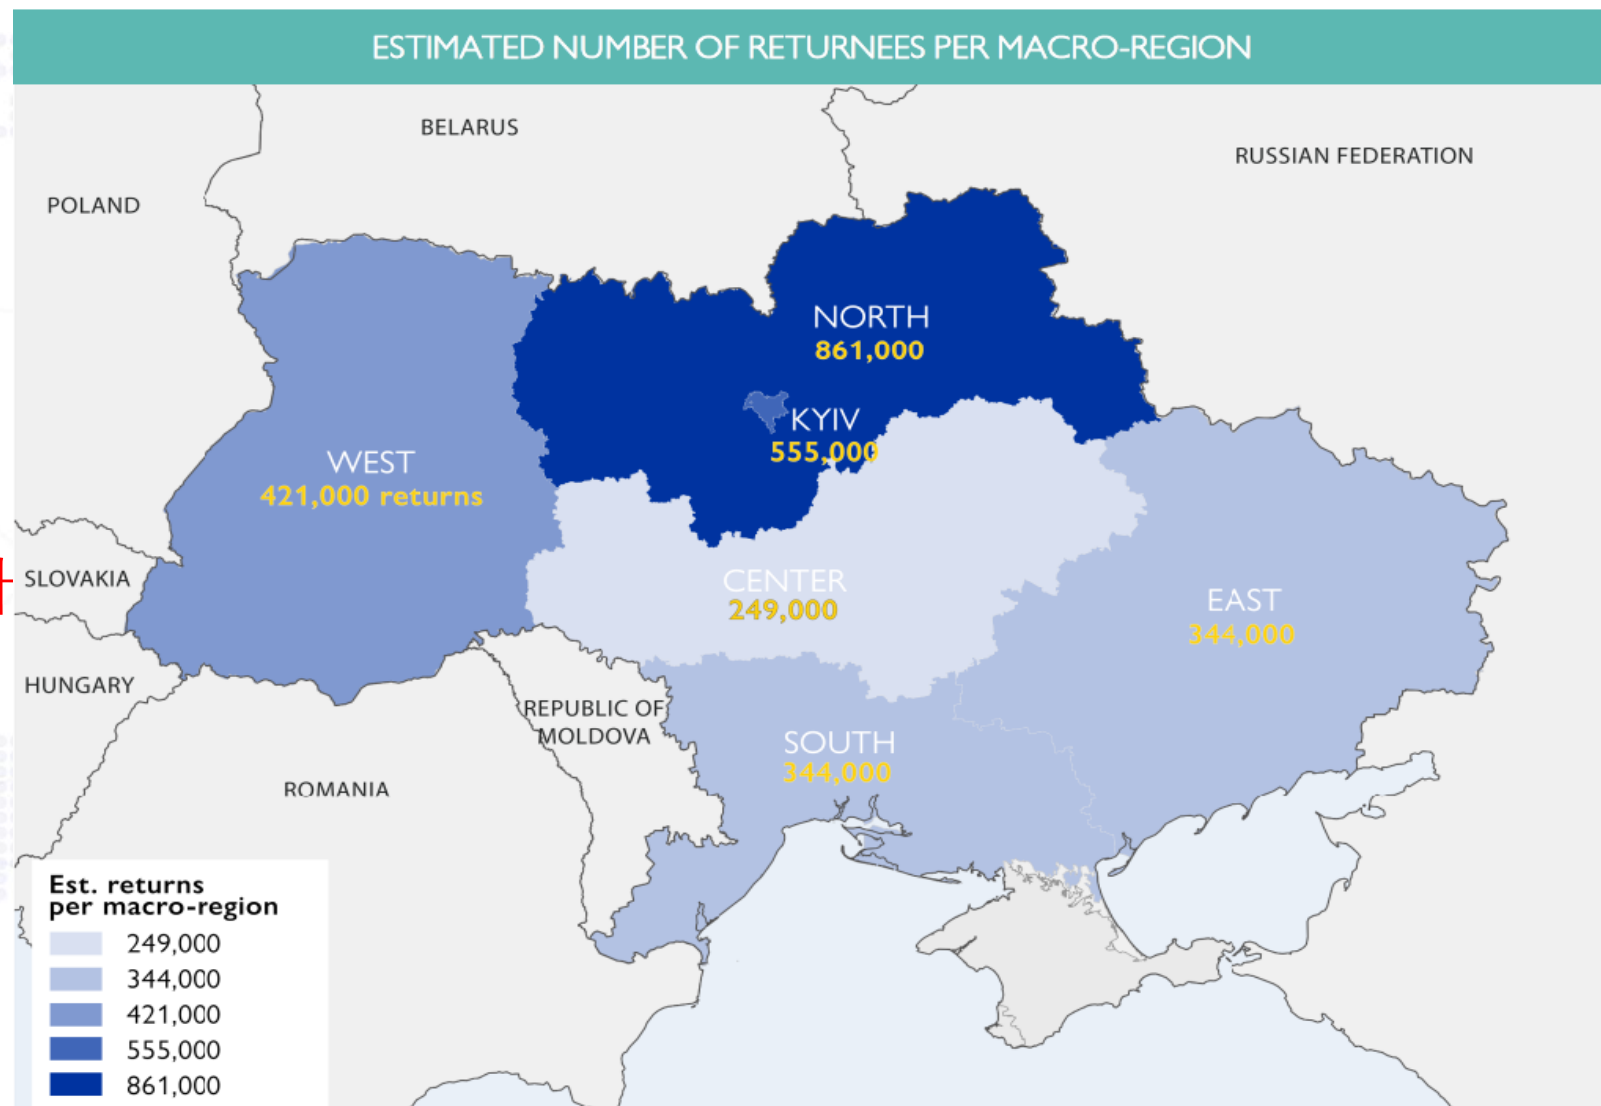 ESTIMATED NUMBER OF RETURNEES PER MACRO-REGION
BELARUS
RUSSIAN FEDERATION
POLAND
NORTH
861,000
KYIV
555,000
WEST
421,000 returns
SLOVAKIA
CENTER
249,000
EAST
344,000
HUNGARY
REPUBLIC OF
MOLDOVA
SOUTH
344,000
ROMANIA
Est. returns
per macro-region
249,000
344,000
421,000
555,000
861,000